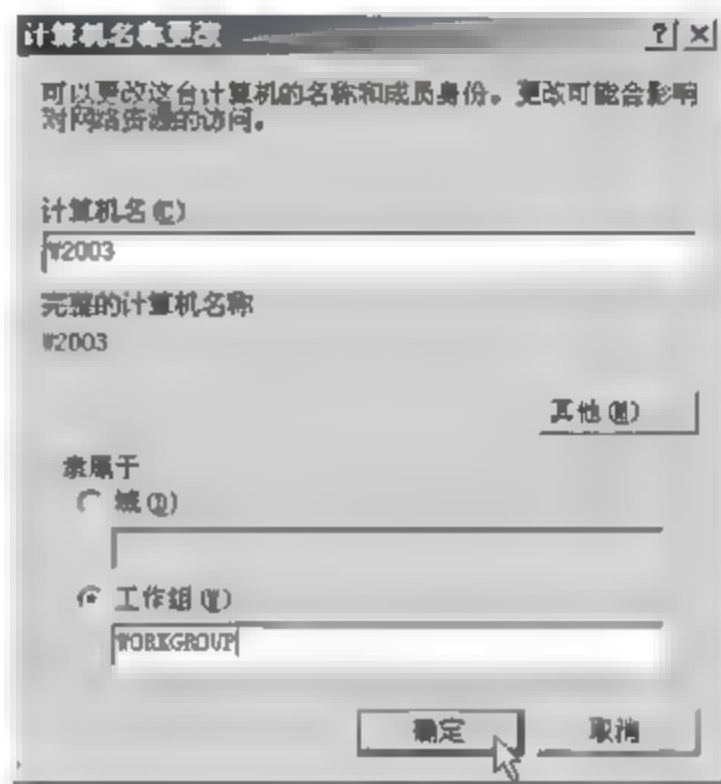 计算机名称更改
可以更改这台计算机的名称和成员身份。更改可能会影响
对网络资源的访问。
计算机名(C)
W2003
完整的计算机名称
W2003
其他(M)
隶属于
域(D)
工作组(W)
WORKGROUP
确定
取消